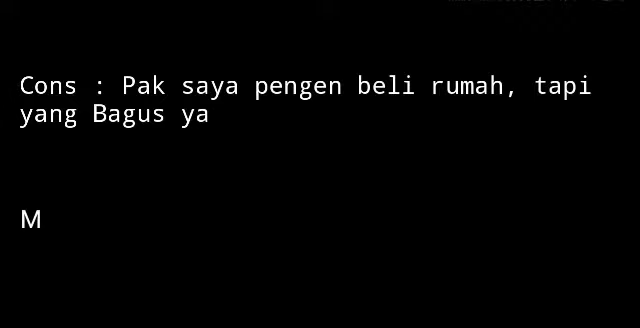 Cons : Pak saya pengen beli rumah, tapi
yang Bagus ya
M